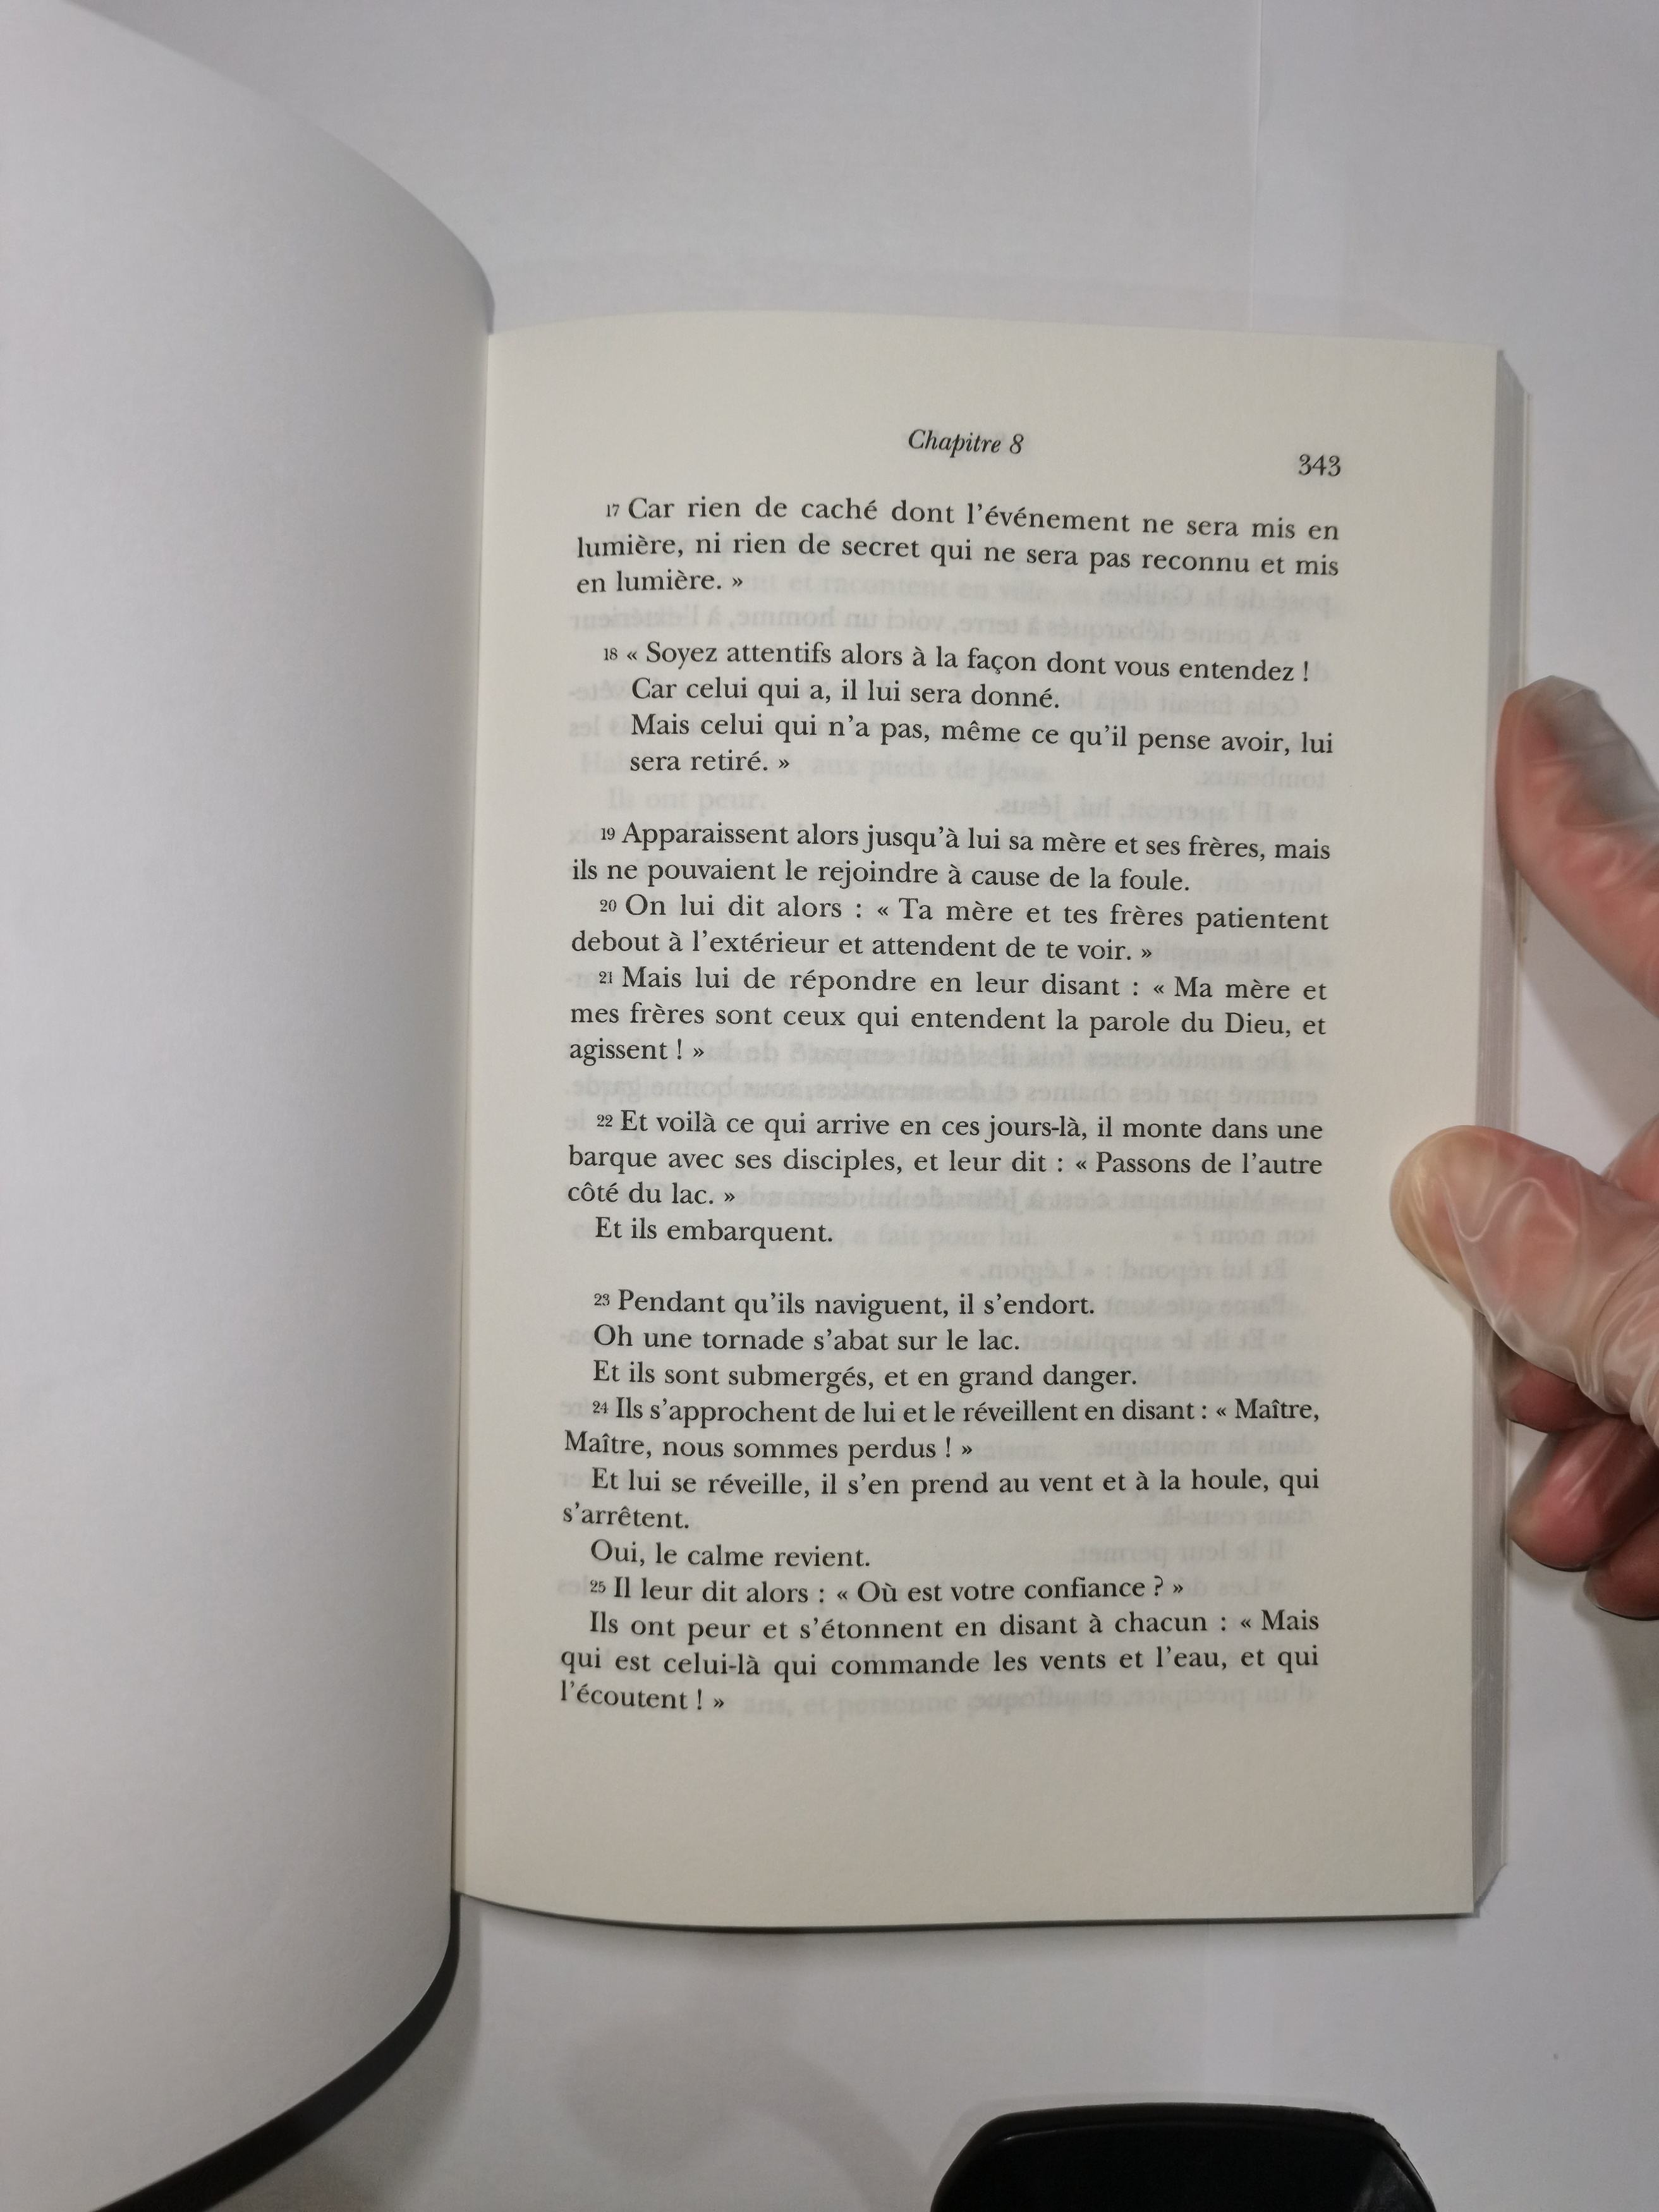 Chapitre 8
343
17 Car rien de caché dont l'événement ne sera mis en
lumière, ni rien de secret qui ne sera pas reconnu et mis
en lumière. »
18 « Soyez attentifs alors à la façon dont vous entendez !
Car celui qui a, il lui sera donné.
Mais celui qui n'a pas, même ce qu'il pense avoir, lui
sera retiré. »
19 Apparaissent alors jusqu'à lui sa mère et ses frères, mais
ils ne pouvaient le rejoindre à cause de la foule.
20 On lui dit alors : « Ta mère et tes frères patientent
debout à l'extérieur et attendent de te voir. »
21 Mais lui de répondre en leur disant : « Ma mère et
mes frères sont ceux qui entendent la parole du Dieu, et
agissent ! »
22 Et voilà ce qui arrive en ces jours-là, il monte dans une
barque avec ses disciples, et leur dit : « Passons de l'autre
côté du lac. »
Et ils embarquent.
23 Pendant qu'ils naviguent, il s'endort.
Oh une tornade s'abat sur le lac.
Et ils sont submergés, et en grand danger.
24 Ils s'approchent de lui et le réveillent en disant : « Maître,
Maître, nous sommes perdus ! »
Et lui se réveille, il s'en prend au vent et à la houle, qui
s'arrêtent.
Oui, le calme revient.
25 Il leur dit alors : « Où est votre confiance ? »
Ils ont peur et s'étonnent en disant à chacun : « Mais
qui est celui-là qui commande les vents et l'eau, et qui
l'écoutent ! »